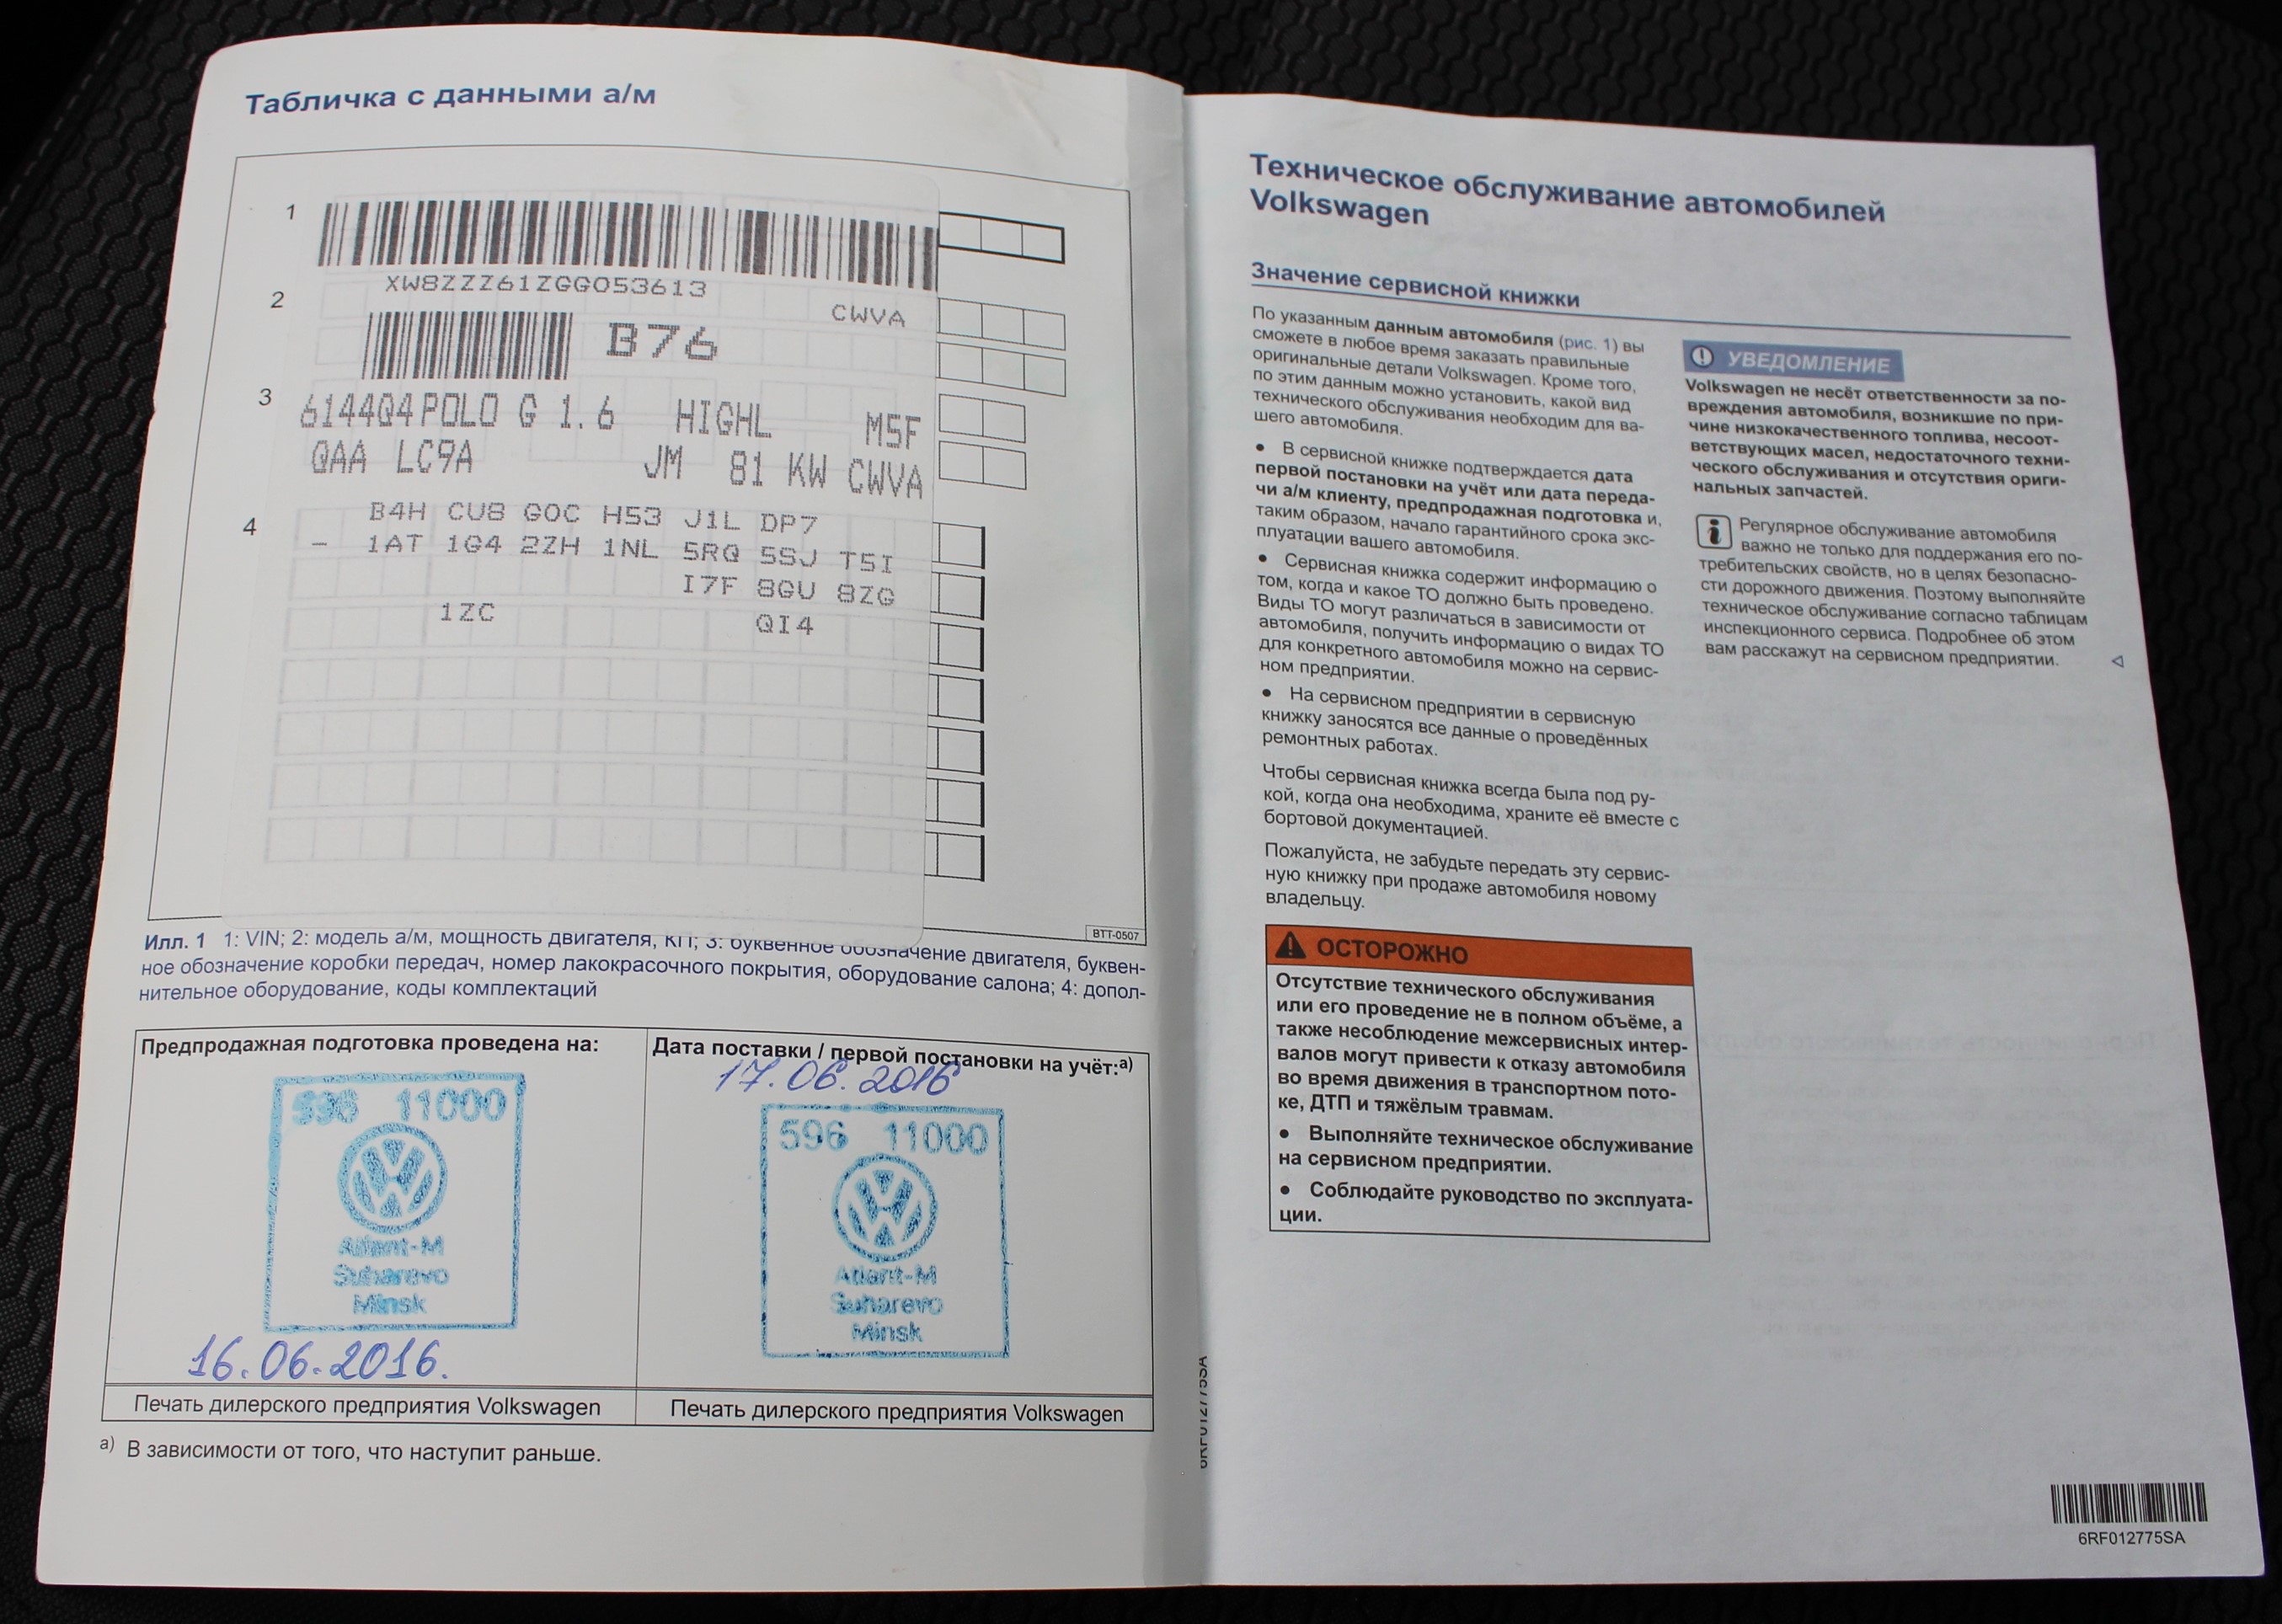 Табличка с данными а/м
1
XW8ZZZ61ZGG053613
2
CWVA
B76
3
6144Q4 POLO G 1.6 HIGHL M5F
QAA LC9A JM 81 KW CWVA
4
B4H CU8 G0C H53 J1L DP7
- 1AT 1G4 2ZH 1NL 5RQ 5SJ T5I
I7F 8GU 8ZG
1ZC QI4
BTT-0507
Илл. 1 1: VIN; 2: модель а/м, мощность двигателя, КП; 3: буквенное обозначение двигателя, буквен-
ное обозначение коробки передач, номер лакокрасочного покрытия, оборудование салона; 4: допол-
нительное оборудование, коды комплектаций
Предпродажная подготовка проведена на:
596 11000
Atlant-M
Suharevo
Minsk
16.06.2016.
Печать дилерского предприятия Volkswagen
Дата поставки / первой постановки на учёт:а)
17.06.2016
596 11000
Atlant-M
Suharevo
Minsk
Печать дилерского предприятия Volkswagen
а) В зависимости от того, что наступит раньше.
6RF012775SA
Техническое обслуживание автомобилей
Volkswagen
Значение сервисной книжки
По указанным данным автомобиля (рис. 1) вы
сможете в любое время заказать правильные
оригинальные детали Volkswagen. Кроме того,
по этим данным можно установить, какой вид
технического обслуживания необходим для ва-
шего автомобиля.
• В сервисной книжке подтверждается дата
первой постановки на учёт или дата переда-
чи а/м клиенту, предпродажная подготовка и,
таким образом, начало гарантийного срока экс-
плуатации вашего автомобиля.
• Сервисная книжка содержит информацию о
том, когда и какое ТО должно быть проведено.
Виды ТО могут различаться в зависимости от
автомобиля, получить информацию о видах ТО
для конкретного автомобиля можно на сервис-
ном предприятии.
• На сервисном предприятии в сервисную
книжку заносятся все данные о проведённых
ремонтных работах.
Чтобы сервисная книжка всегда была под ру-
кой, когда она необходима, храните её вместе с
бортовой документацией.
Пожалуйста, не забудьте передать эту сервис-
ную книжку при продаже автомобиля новому
владельцу.
ОСТОРОЖНО
Отсутствие технического обслуживания
или его проведение не в полном объёме, а
также несоблюдение межсервисных интер-
валов могут привести к отказу автомобиля
во время движения в транспортном пото-
ке, ДТП и тяжёлым травмам.
• Выполняйте техническое обслуживание
на сервисном предприятии.
• Соблюдайте руководство по эксплуата-
ции.
УВЕДОМЛЕНИЕ
Volkswagen не несёт ответственности за по-
вреждения автомобиля, возникшие по при-
чине низкокачественного топлива, несоот-
ветствующих масел, недостаточного техни-
ческого обслуживания и отсутствия ориги-
нальных запчастей.
Регулярное обслуживание автомобиля
важно не только для поддержания его по-
требительских свойств, но в целях безопасно-
сти дорожного движения. Поэтому выполняйте
техническое обслуживание согласно таблицам
инспекционного сервиса. Подробнее об этом
вам расскажут на сервисном предприятии.
6RF012775SA